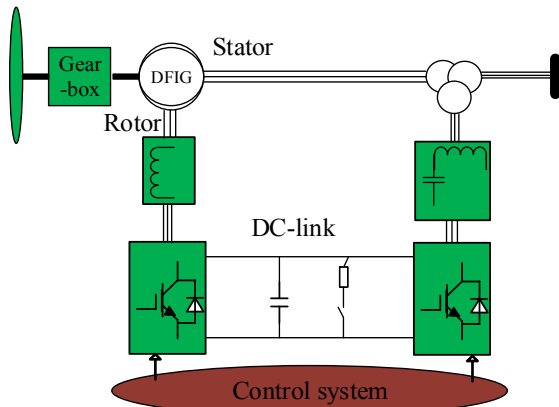 Stator
Gear
-box
DFIG
Rotor
DC-link
Control system